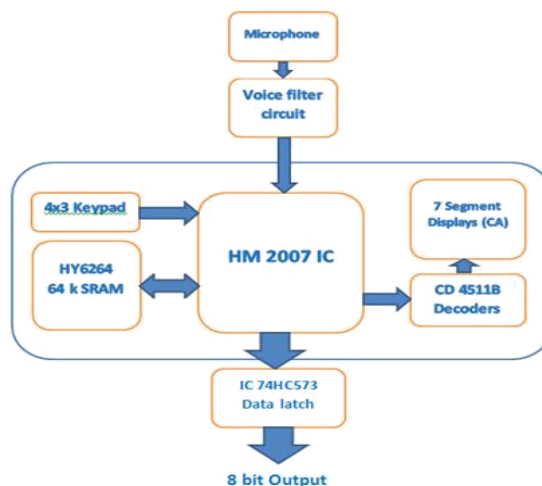 Microphone
Voice filter
circuit
4x3 Keypad
HY6264
64 k SRAM
HM 2007 IC
7 Segment
Displays (CA)
CD 4511B
Decoders
IC 74HC573
Data latch
8 bit Output